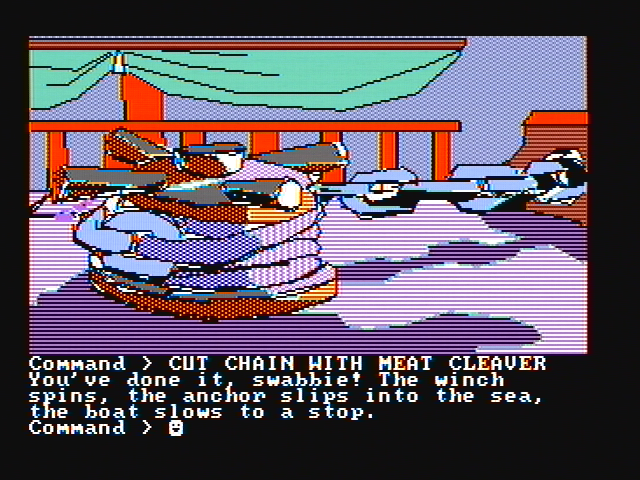 Command > CUT CHAIN WITH MEAT CLEAVER
You've done it, swabbie! The winch
spins, the anchor slips into the sea,
the boat slows to a stop.
Command >